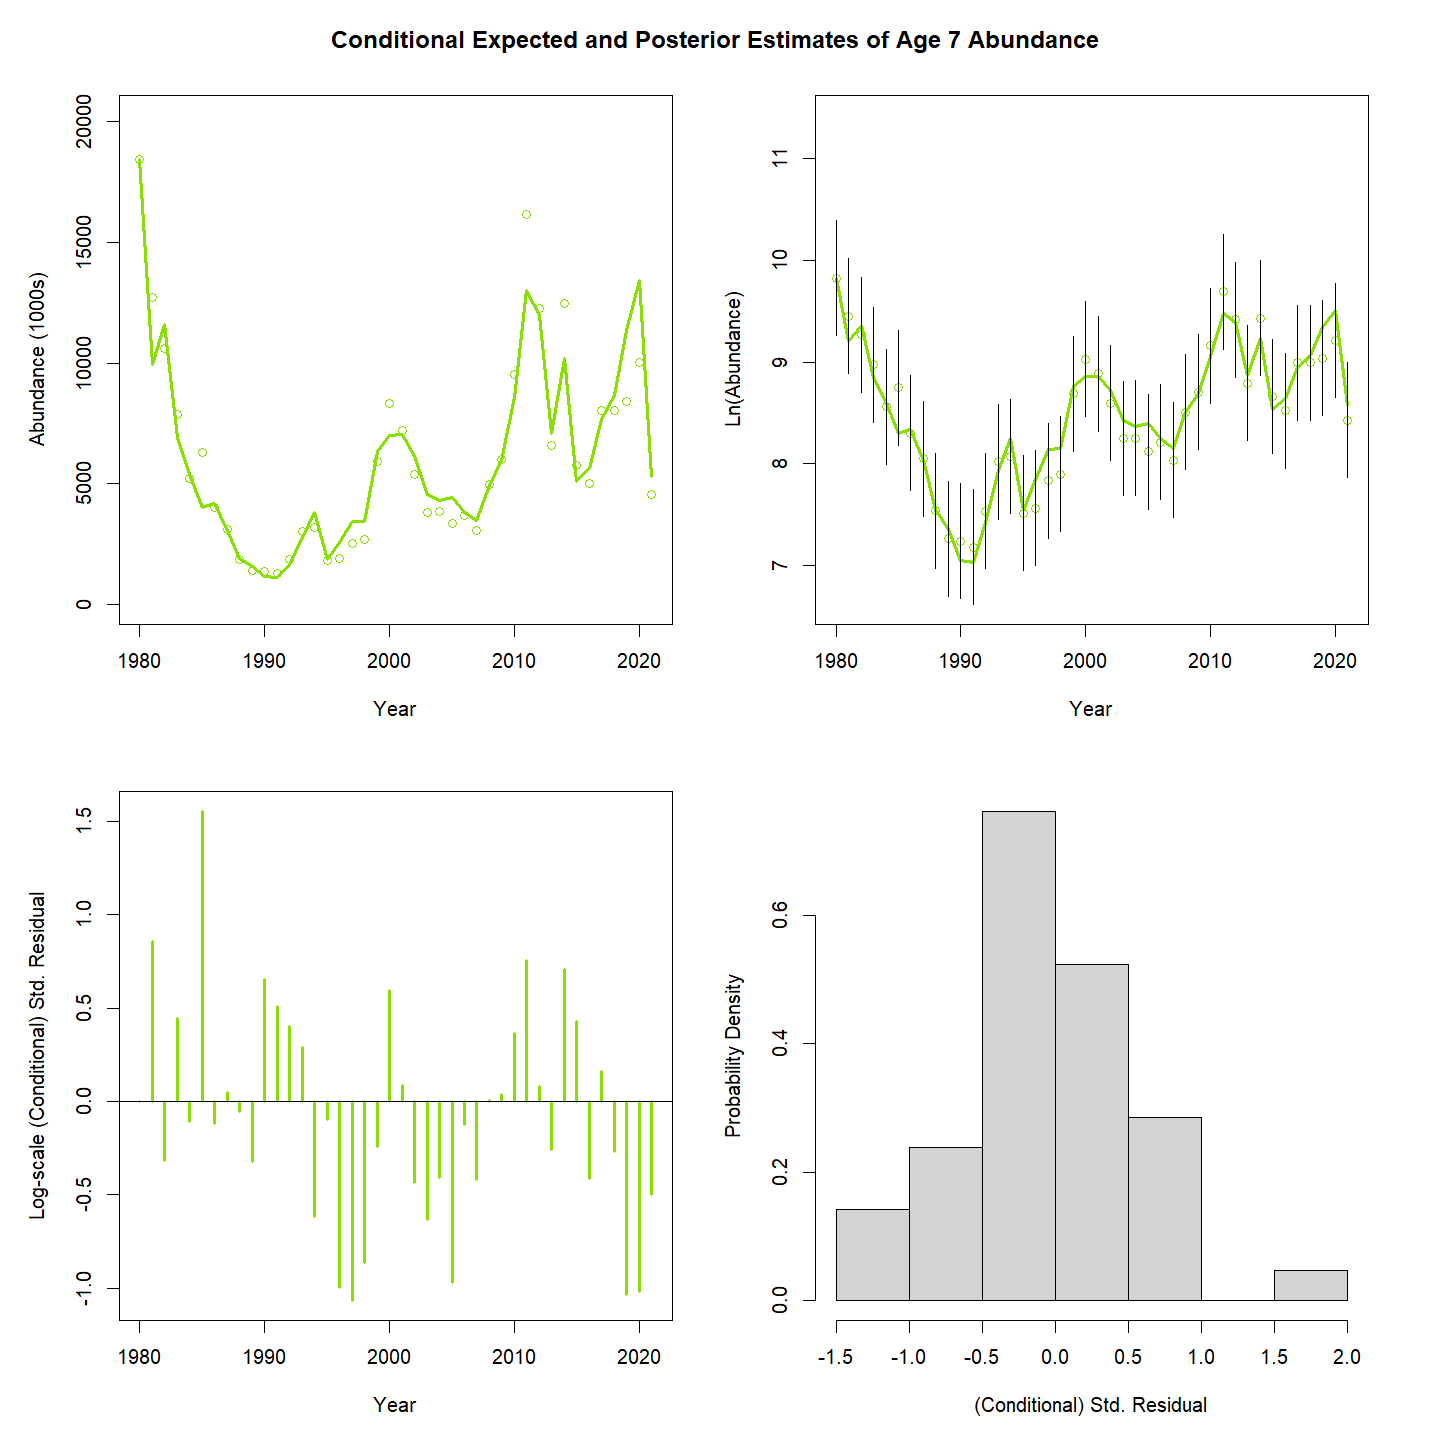 Conditional Expected and Posterior Estimates of Age 7 Abundance
Abundance (1000s)
20000
15000
10000
5000
0
1980 1990 2000 2010 2020
Year
Ln(Abundance)
11
10
9
8
7
1980 1990 2000 2010 2020
Year
Log-scale (Conditional) Std. Residual
1.5
1.0
0.5
0.0
-0.5
-1.0
1980 1990 2000 2010 2020
Year
Probability Density
0.6
0.4
0.2
0.0
-1.5 -1.0 -0.5 0.0 0.5 1.0 1.5 2.0
(Conditional) Std. Residual